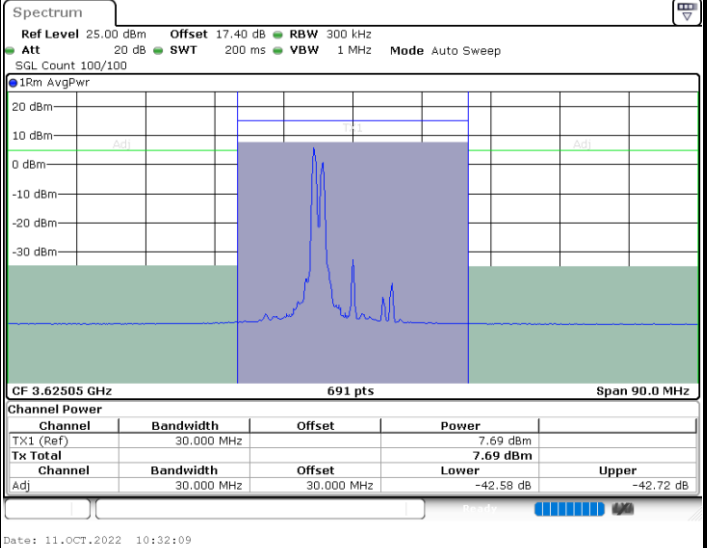 Spectrum
Ref Level 25.00 dBm Offset 17.40 dB RBW 300 kHz
Att 20 dB SWT 200 ms VBW 1 MHz Mode Auto Sweep
SGL Count 100/100
1Rm AvgPwr
20 dBm
TX1
10 dBm
Adj Adj
0 dBm
-10 dBm
-20 dBm
-30 dBm
CF 3.62505 GHz 691 pts Span 90.0 MHz
Channel Power
Channel Bandwidth Offset Power
TX1 (Ref) 30.000 MHz 7.69 dBm
Tx Total 7.69 dBm
Channel Bandwidth Offset Lower Upper
Adj 30.000 MHz 30.000 MHz -42.58 dB -42.72 dB
Ready
Date: 11.OCT.2022 10:32:09